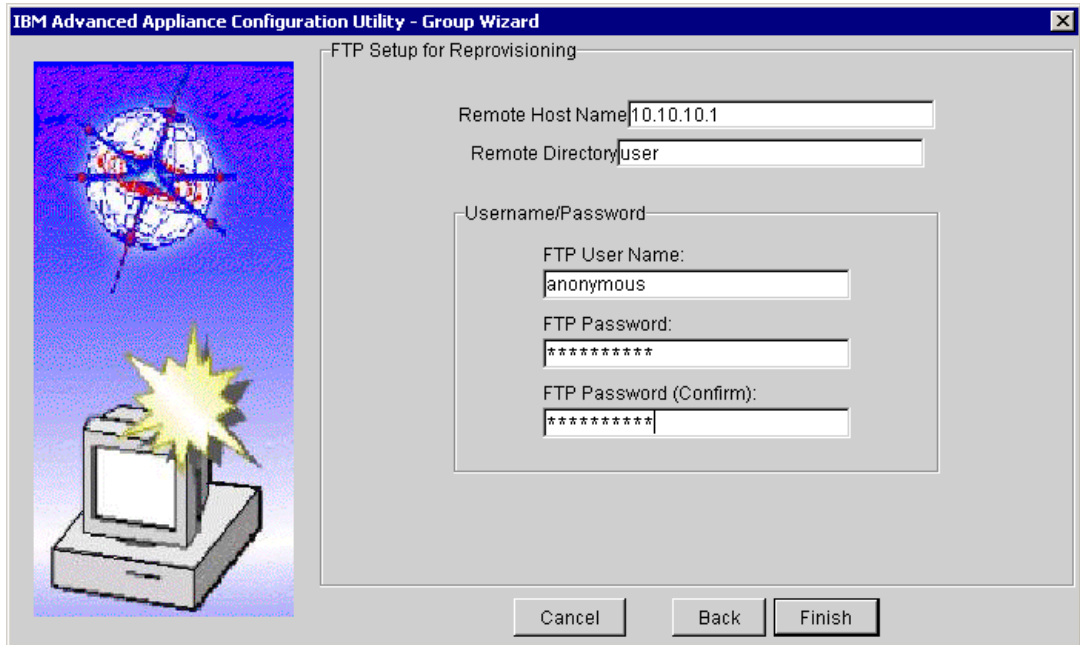 IBM Advanced Appliance Configuration Utility - Group Wizard
FTP Setup for Reprovisioning
Remote Host Name 10.10.10.1
Remote Directory user
Username/Password
FTP User Name:
anonymous
FTP Password:
**********
FTP Password (Confirm):
**********
Cancel Back Finish